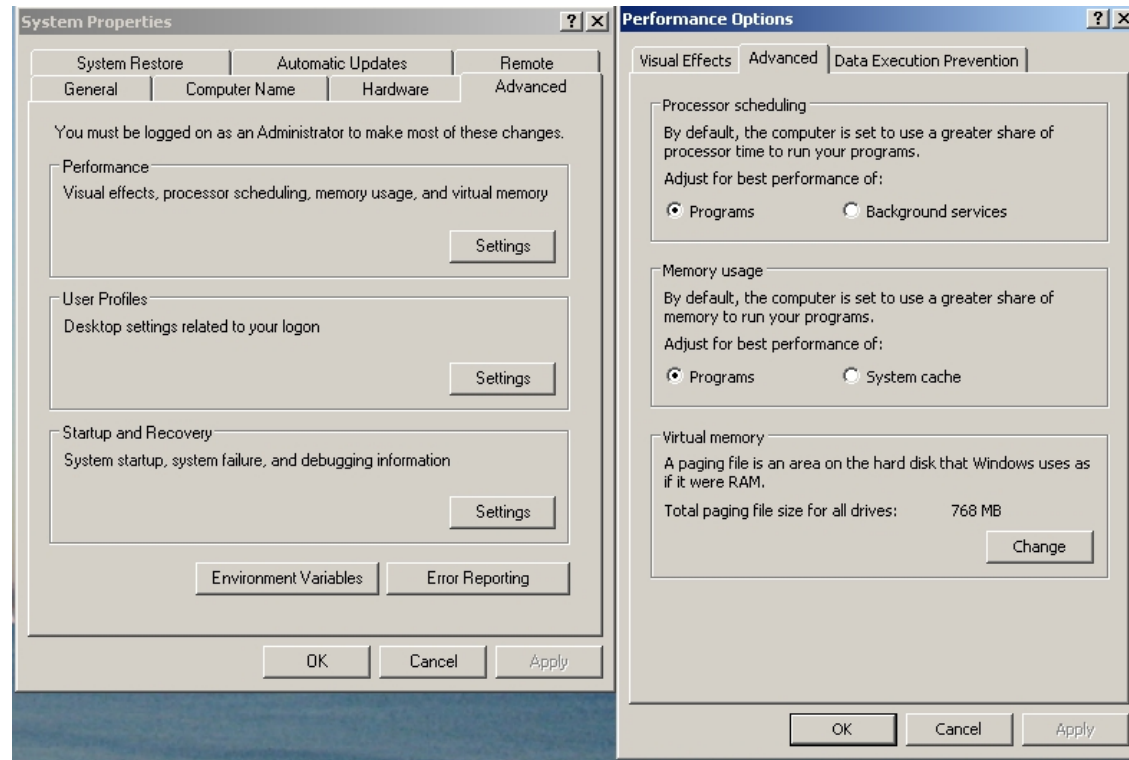 System Properties
System Restore
Automatic Updates
Remote
General
Computer Name
Hardware
Advanced
You must be logged on as an Administrator to make most of these changes.
Performance
Visual effects, processor scheduling, memory usage, and virtual memory
Settings
User Profiles
Desktop settings related to your logon
Settings
Startup and Recovery
System startup, system failure, and debugging information
Settings
Environment Variables
Error Reporting
OK
Cancel
Apply
Performance Options
Visual Effects
Advanced
Data Execution Prevention
Processor scheduling
By default, the computer is set to use a greater share of
processor time to run your programs.
Adjust for best performance of:
Programs
Background services
Memory usage
By default, the computer is set to use a greater share of
memory to run your programs.
Adjust for best performance of:
Programs
System cache
Virtual memory
A paging file is an area on the hard disk that Windows uses as
if it were RAM.
Total paging file size for all drives: 768 MB
Change
OK
Cancel
Apply